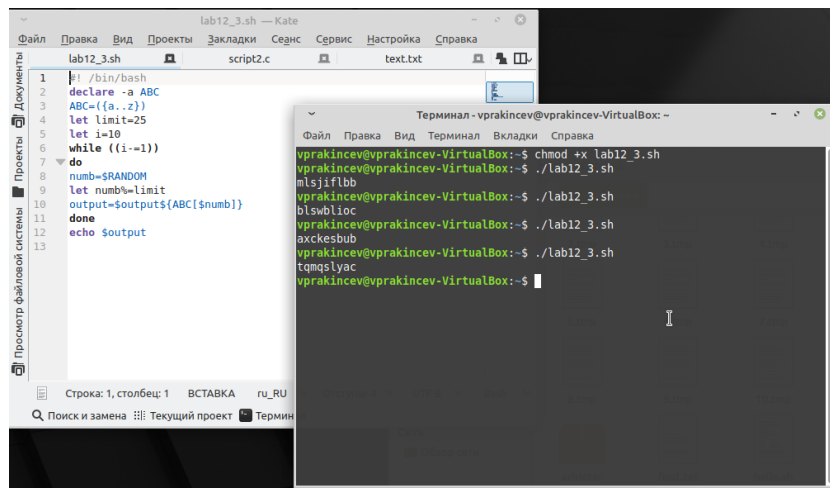 lab12_3.sh — Kate
Файл Правка Вид Проекты Закладки Сеанс Сервис Настройка Справка
Документы
Проекты
Просмотр файловой системы
lab12_3.sh script2.c text.txt
1 #! /bin/bash
2 declare -a ABC
3 ABC=({a..z})
4 let limit=25
5 let i=10
6 while ((i-=1))
7 do
8 numb=$RANDOM
9 let numb%=limit
10 output=$output${ABC[$numb]}
11 done
12 echo $output
13
Строка: 1, столбец: 1 ВСТАВКА ru_RU
Поиск и замена Текущий проект Термин
Терминал - vprakincev@vprakincev-VirtualBox: ~
Файл Правка Вид Терминал Вкладки Справка
vprakincev@vprakincev-VirtualBox:~$ chmod +x lab12_3.sh
vprakincev@vprakincev-VirtualBox:~$ ./lab12_3.sh
mlsjiflbb
vprakincev@vprakincev-VirtualBox:~$ ./lab12_3.sh
blswblioc
vprakincev@vprakincev-VirtualBox:~$ ./lab12_3.sh
axckesbub
vprakincev@vprakincev-VirtualBox:~$ ./lab12_3.sh
tqmqslyac
vprakincev@vprakincev-VirtualBox:~$